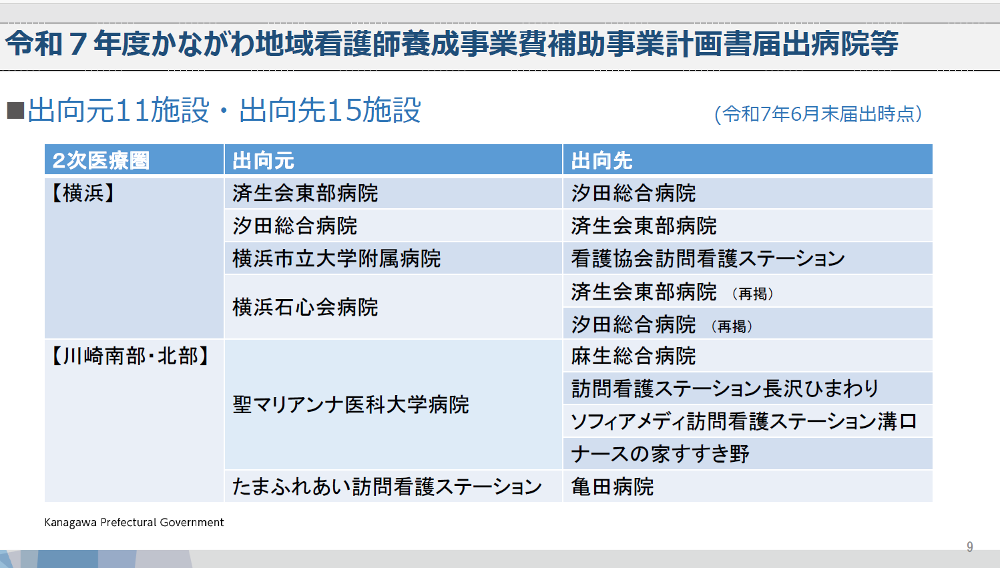 令和７年度かながわ地域看護師養成事業費補助事業計画書届出病院等
■出向元11施設・出向先15施設
(令和7年6月末届出時点)
２次医療圏 出向元 出向先
【横浜】 済生会東部病院 汐田総合病院
汐田総合病院 済生会東部病院
横浜市立大学附属病院 看護協会訪問看護ステーション
横浜石心会病院 済生会東部病院 （再掲）
汐田総合病院 （再掲）
【川崎南部・北部】 聖マリアンナ医科大学病院 麻生総合病院
訪問看護ステーション長沢ひまわり
ソフィアメディ訪問看護ステーション溝口
ナースの家すすき野
たまふれあい訪問看護ステーション 亀田病院
Kanagawa Prefectural Government
9